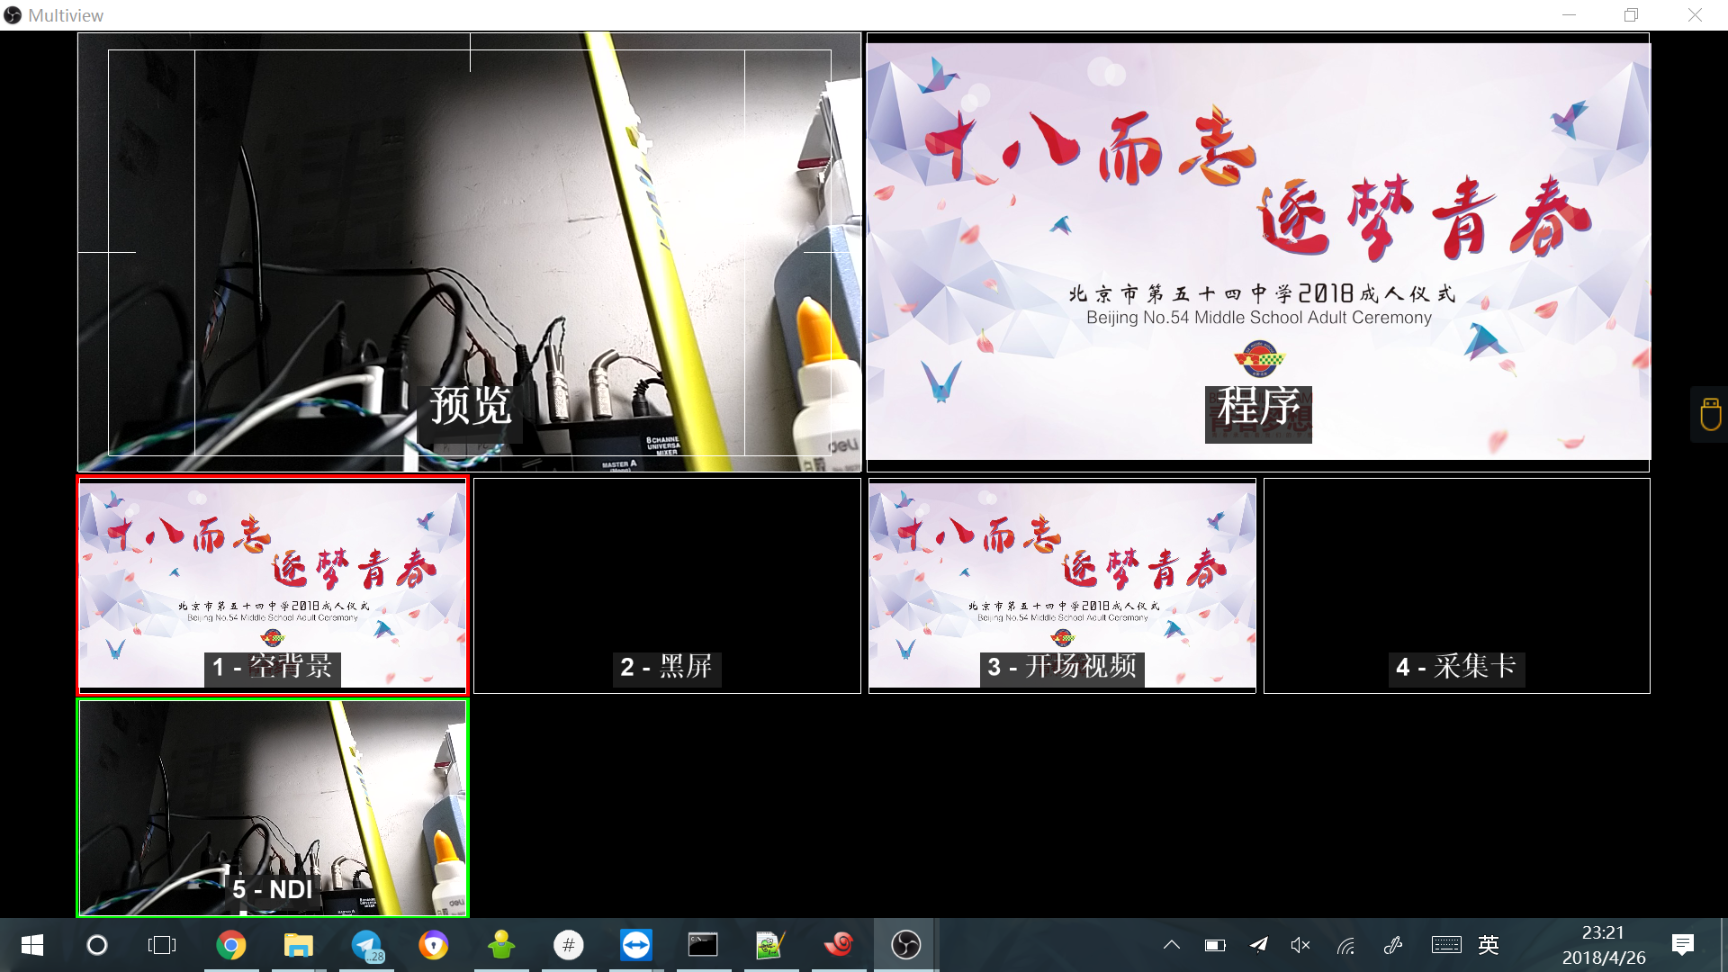 Multiview
预览
8 CHANNE
UNIVERSA
MIXER
MASTER A
deli
十八而志
逐梦青春
北京市第五十四中学2018成人仪式
Beijing No.54 Middle School Adult Ceremony
程序
十八而志
逐梦青春
北京市第五十四中学2018成人仪式
Beijing No.54 Middle School Adult Ceremony
1 - 空背景
2 - 黑屏
十八而志
逐梦青春
北京市第五十四中学2018成人仪式
Beijing No.54 Middle School Adult Ceremony
3 - 开场视频
4 - 采集卡
deli
5 - NDI
...28
英
23:21
2018/4/26